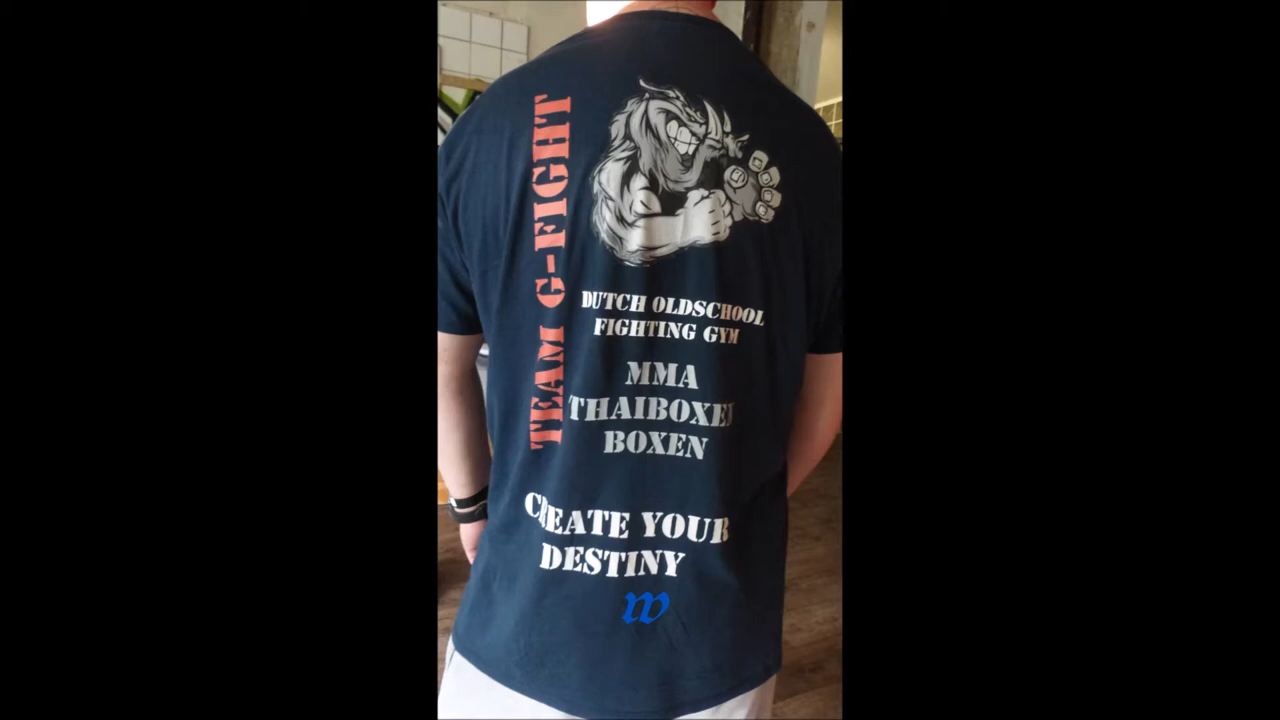 TEAM G-FIGHT
DUTCH OLDSCHOOL
FIGHTING GYM
MMA
THAIBOXEN
BOXEN
CREATE YOUR
DESTINY
w